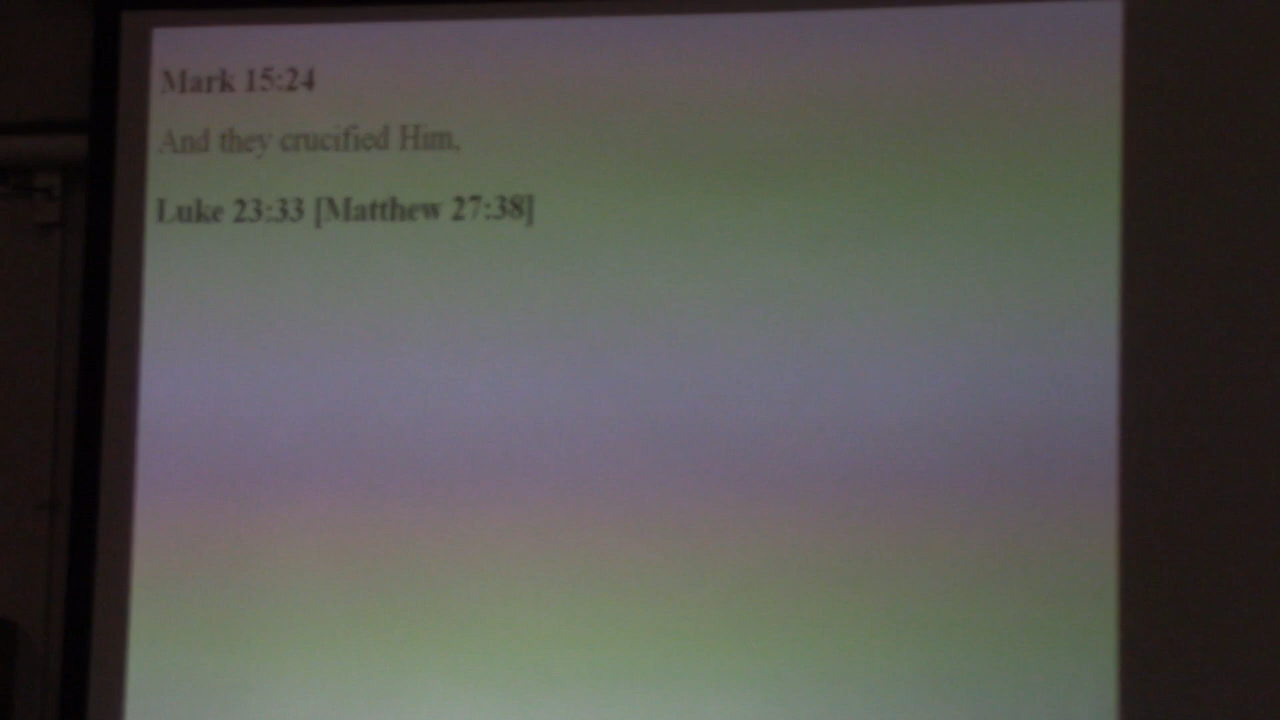 Mark 15:24
And they crucified Him,
Luke 23:33 [Matthew 27:38]